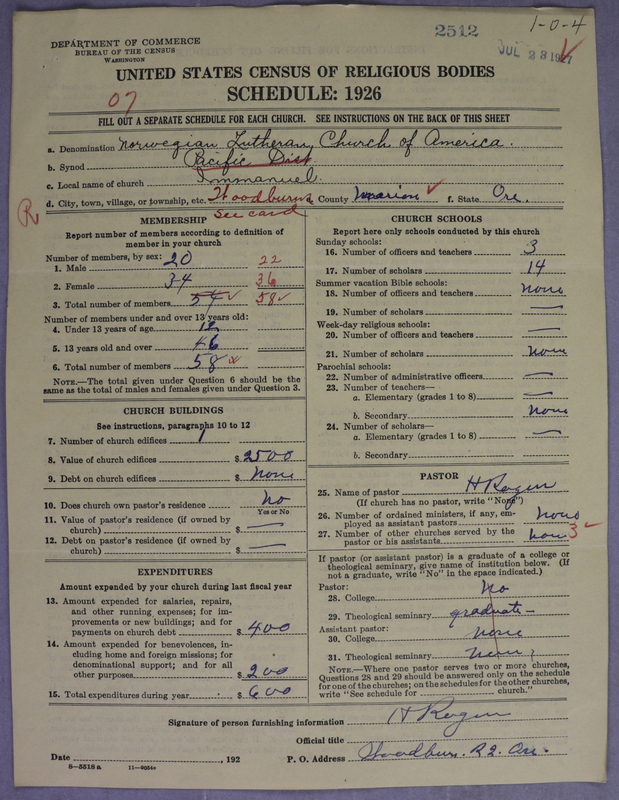 2512
1-0-4
JUL 23 19
DEPARTMENT OF COMMERCE
BUREAU OF THE CENSUS
WASHINGTON
UNITED STATES CENSUS OF RELIGIOUS BODIES
SCHEDULE: 1926
07
FILL OUT A SEPARATE SCHEDULE FOR EACH CHURCH. SEE INSTRUCTIONS ON THE BACK OF THIS SHEET
a. Denomination Norwegian Lutheran Church of America.
b. Synod Pacific Dist.
c. Local name of church Immanuel.
d. City, town, village, or township, etc. Woodburn County Marion f. State Ore.
See card
R
MEMBERSHIP
Report number of members according to definition of
member in your church
Number of members, by sex:
1. Male 20 22
2. Female 34 36
3. Total number of members 54 58
Number of members under and over 13 years old:
4. Under 13 years of age 12
5. 13 years old and over 46
6. Total number of members 58
NOTE.—The total given under Question 6 should be
same as the total of males and females given under Question 3.
CHURCH BUILDINGS
See instructions, paragraphs 10 to 12
7. Number of church edifices 1
8. Value of church edifices $ 2500
9. Debt on church edifices $ None
10. Does church own pastor's residence No
Yes or No
11. Value of pastor's residence (if owned by
church) $ —
12. Debt on pastor's residence (if owned by
church) $ —
EXPENDITURES
Amount expended by your church during last fiscal year
13. Amount expended for salaries, repairs,
and other running expenses; for im-
provements or new buildings; and for
payments on church debt $ 400
14. Amount expended for benevolences, in-
cluding home and foreign missions; for
denominational support; and for all
other purposes $ 200
15. Total expenditures during year $ 600
CHURCH SCHOOLS
Report here only schools conducted by this church
Sunday schools:
16. Number of officers and teachers 3
17. Number of scholars 14
Summer vacation Bible schools:
18. Number of officers and teachers None
19. Number of scholars —
Week-day religious schools:
20. Number of officers and teachers —
21. Number of scholars None
Parochial schools:
22. Number of administrative officers —
23. Number of teachers—
a. Elementary (grades 1 to 8) —
b. Secondary None
24. Number of scholars—
a. Elementary (grades 1 to 8) —
b. Secondary
PASTOR
25. Name of pastor H Rogen
(If church has no pastor, write "None")
26. Number of ordained ministers, if any, em-
ployed as assistant pastors None
27. Number of other churches served by the
pastor or his assistants 3
If pastor (or assistant pastor) is a graduate of a college or
theological seminary, give name of institution below. (If
not a graduate, write "No" in the space indicated.)
Pastor:
28. College No
29. Theological seminary graduate
Assistant pastor:
30. College None
31. Theological seminary
NOTE.—Where one pastor serves two or more churches,
Questions 28 and 29 should be answered only on the schedule
for one of the churches; on the schedules for the other churches,
write "See schedule for church."
Signature of person furnishing information H Rogen
Official title
Date , 192 P. O. Address Woodburn. R2. Ore.
8—5518 a 11—9654a